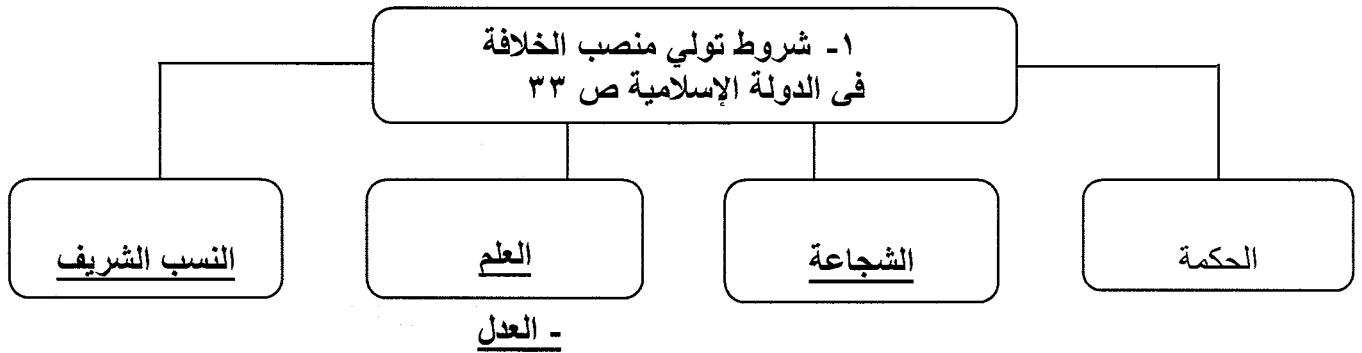 ١- شروط تولي منصب الخلافة
فى الدولة الإسلامية ص ٣٣
الحكمة
الشجاعة
العلم
النسب الشريف
- العدل